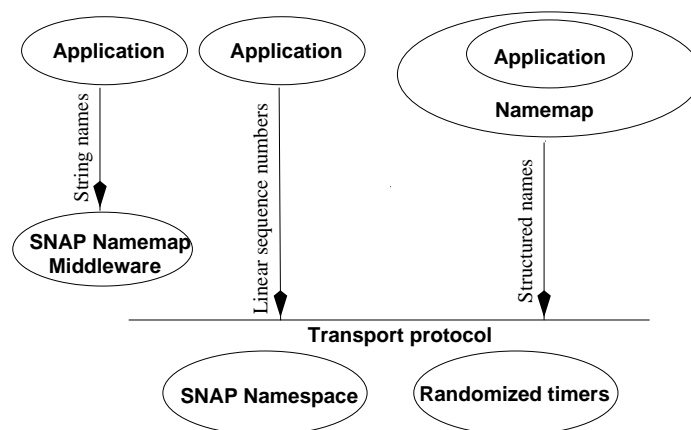 Application
Application
Application
Namemap
String names
Linear sequence numbers
Structured names
SNAP Namemap
Middleware
Transport protocol
SNAP Namespace
Randomized timers